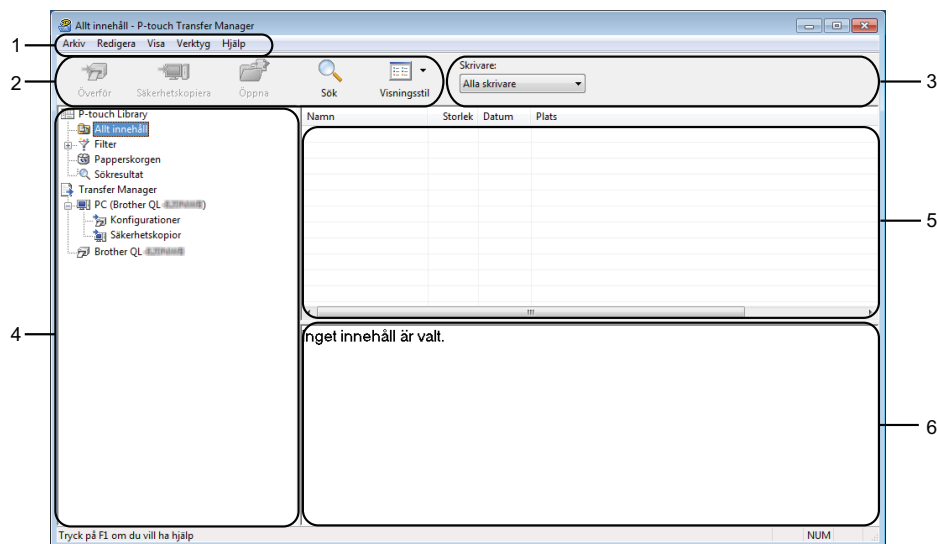 Allt innehåll - P-touch Transfer Manager
1
Arkiv Redigera Visa Verktyg Hjälp
2
Överför Säkerhetskopiera Öppna Sök Visningsstil
Skrivare:
Alla skrivare
3
P-touch Library
Allt innehåll
Filter
Papperskorgen
Sökresultat
Transfer Manager
PC (Brother QL- )
Konfigurationer
Säkerhetskopior
Brother QL-
4
Namn Storlek Datum Plats
5
nget innehåll är valt.
6
Tryck på F1 om du vill ha hjälp
NUM